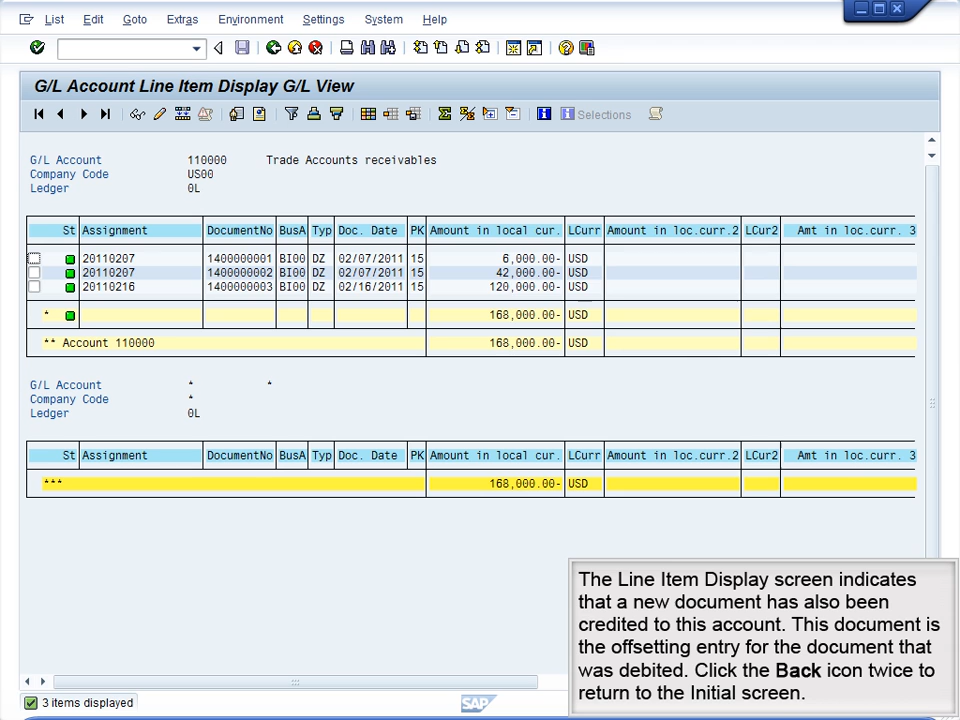 List Edit Goto Extras Environment Settings System Help
G/L Account Line Item Display G/L View
Selections
G/L Account 110000 Trade Accounts receivables
Company Code US00
Ledger 0L
St Assignment DocumentNo BusA Typ Doc. Date PK Amount in local cur. LCurr Amount in loc.curr.2 LCur2 Amt in loc.curr. 3
20110207 1400000001 BI00 DZ 02/07/2011 15 6,000.00- USD
20110207 1400000002 BI00 DZ 02/07/2011 15 42,000.00- USD
20110216 1400000003 BI00 DZ 02/16/2011 15 120,000.00- USD
* 168,000.00- USD
** Account 110000 168,000.00- USD
G/L Account * *
Company Code *
Ledger 0L
St Assignment DocumentNo BusA Typ Doc. Date PK Amount in local cur. LCurr Amount in loc.curr.2 LCur2 Amt in loc.curr. 3
*** 168,000.00- USD
The Line Item Display screen indicates
that a new document has also been
credited to this account. This document is
the offsetting entry for the document that
was debited. Click the Back icon twice to
return to the Initial screen.
3 items displayed
SAP